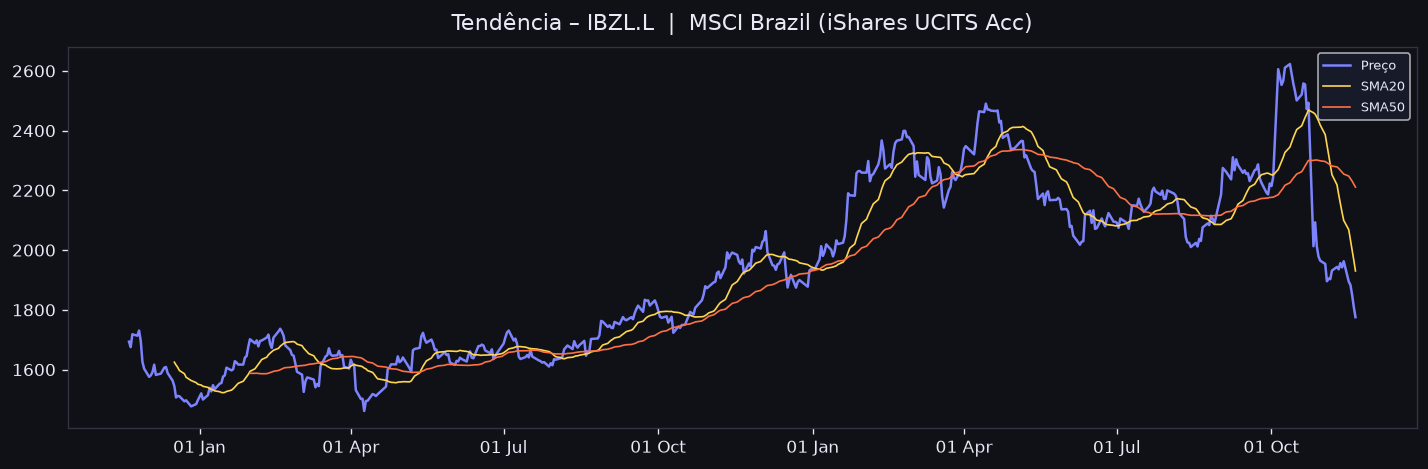 Tendência – IBZL.L | MSCI Brazil (iShares UCITS Acc)
Preço
SMA20
SMA50
2600
2400
2200
2000
1800
1600
01 Jan 01 Apr 01 Jul 01 Oct 01 Jan 01 Apr 01 Jul 01 Oct